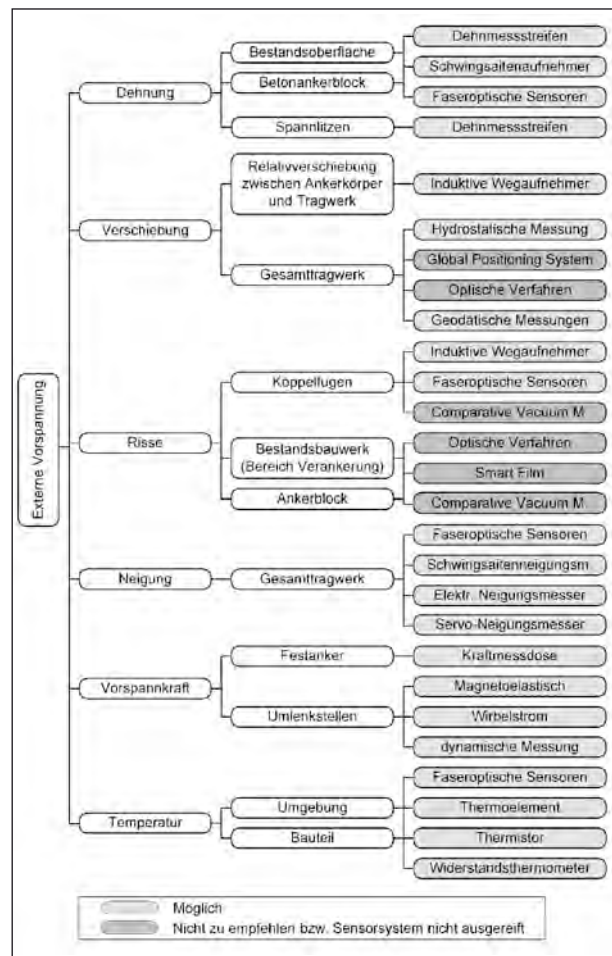 Externe Vorspannung
Dehnung
Bestandsoberfläche
Betonankerblock
Dehnmessstreifen
Schwingsaitenaufnehmer
Faseroptische Sensoren
Spannlitzen
Dehnmessstreifen
Verschiebung
Relativverschiebung
zwischen Ankerkörper
und Tragwerk
Induktive Wegaufnehmer
Gesamttragwerk
Hydrostatische Messung
Global Positioning System
Optische Verfahren
Geodätische Messungen
Risse
Koppelfugen
Induktive Wegaufnehmer
Faseroptische Sensoren
Comparative Vacuum M
Bestandsbauwerk
(Bereich Verankerung)
Ankerblock
Optische Verfahren
Smart Film
Comparative Vacuum M
Neigung
Gesamttragwerk
Faseroptische Sensoren
Schwingsaitenneigungsm.
Elektr. Neigungsmesser
Servo-Neigungsmesser
Vorspannkraft
Festanker
Kraftmessdose
Umlenkstellen
Magnetoelastisch
Wirbelstrom
dynamische Messung
Temperatur
Umgebung
Bauteil
Faseroptische Sensoren
Thermoelement
Thermistor
Widerstandsthermometer
Möglich
Nicht zu empfehlen bzw. Sensorsystem nicht ausgereift